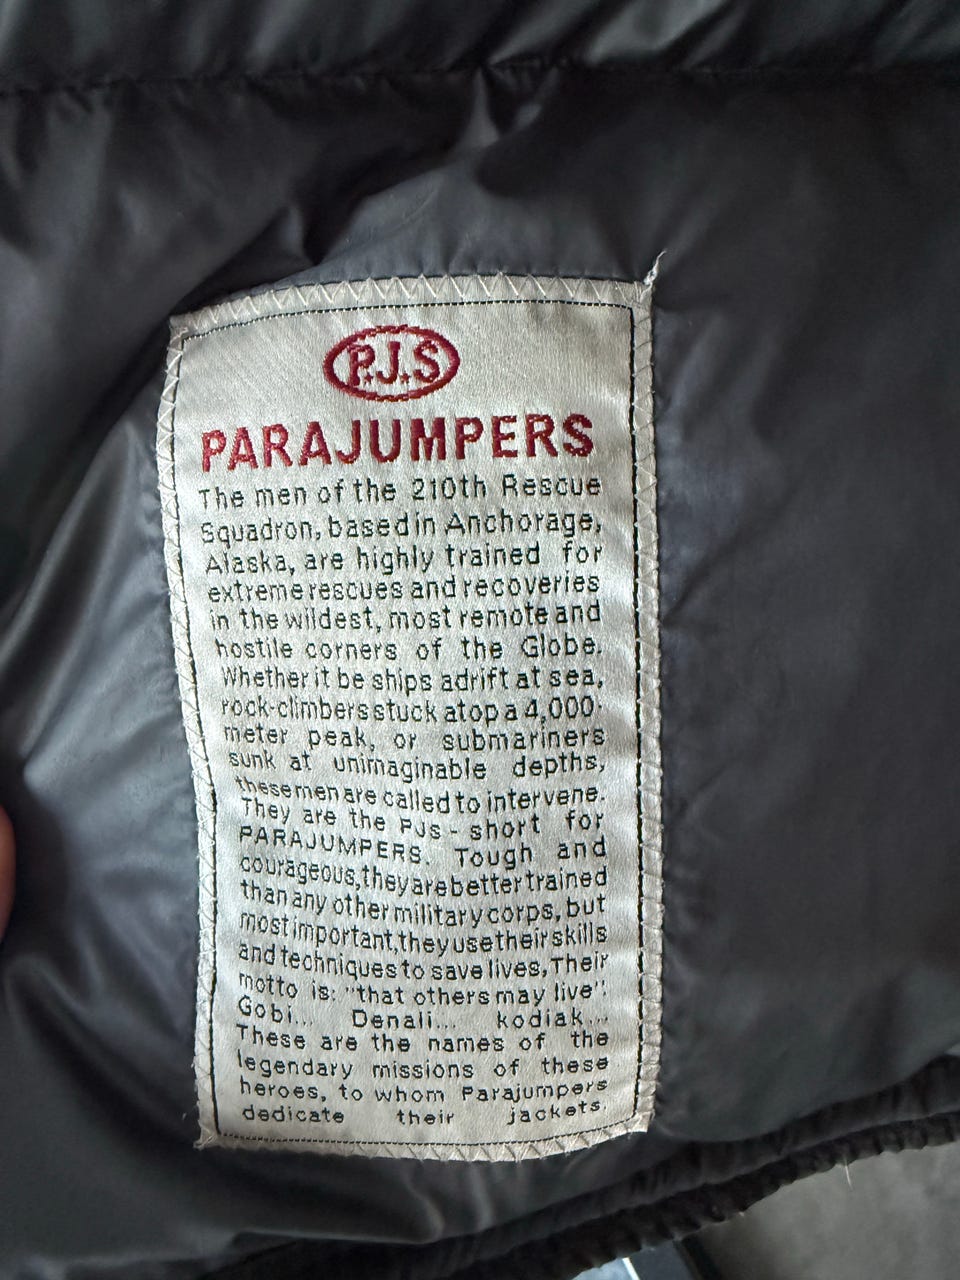 P.J.S
PARAJUMPERS
The men of the 210th Rescue
Squadron, based in Anchorage,
Alaska, are highly trained for
extreme rescues and recoveries
in the wildest, most remote and
hostile corners of the Globe.
Whether it be ships adrift at sea,
rock-climbers stuck atop a 4,000-
meter peak, or submariners
sunk at unimaginable depths,
these men are called to intervene.
They are the PJs - short for
PARAJUMPERS. Tough and
courageous, they are better trained
than any other military corps, but
most important, they use their skills
and techniques to save lives, Their
motto is: "that others may live".
Gobi... Denali... kodiak...
These are the names of the
legendary missions of these
heroes, to whom Parajumpers
dedicate their jackets.